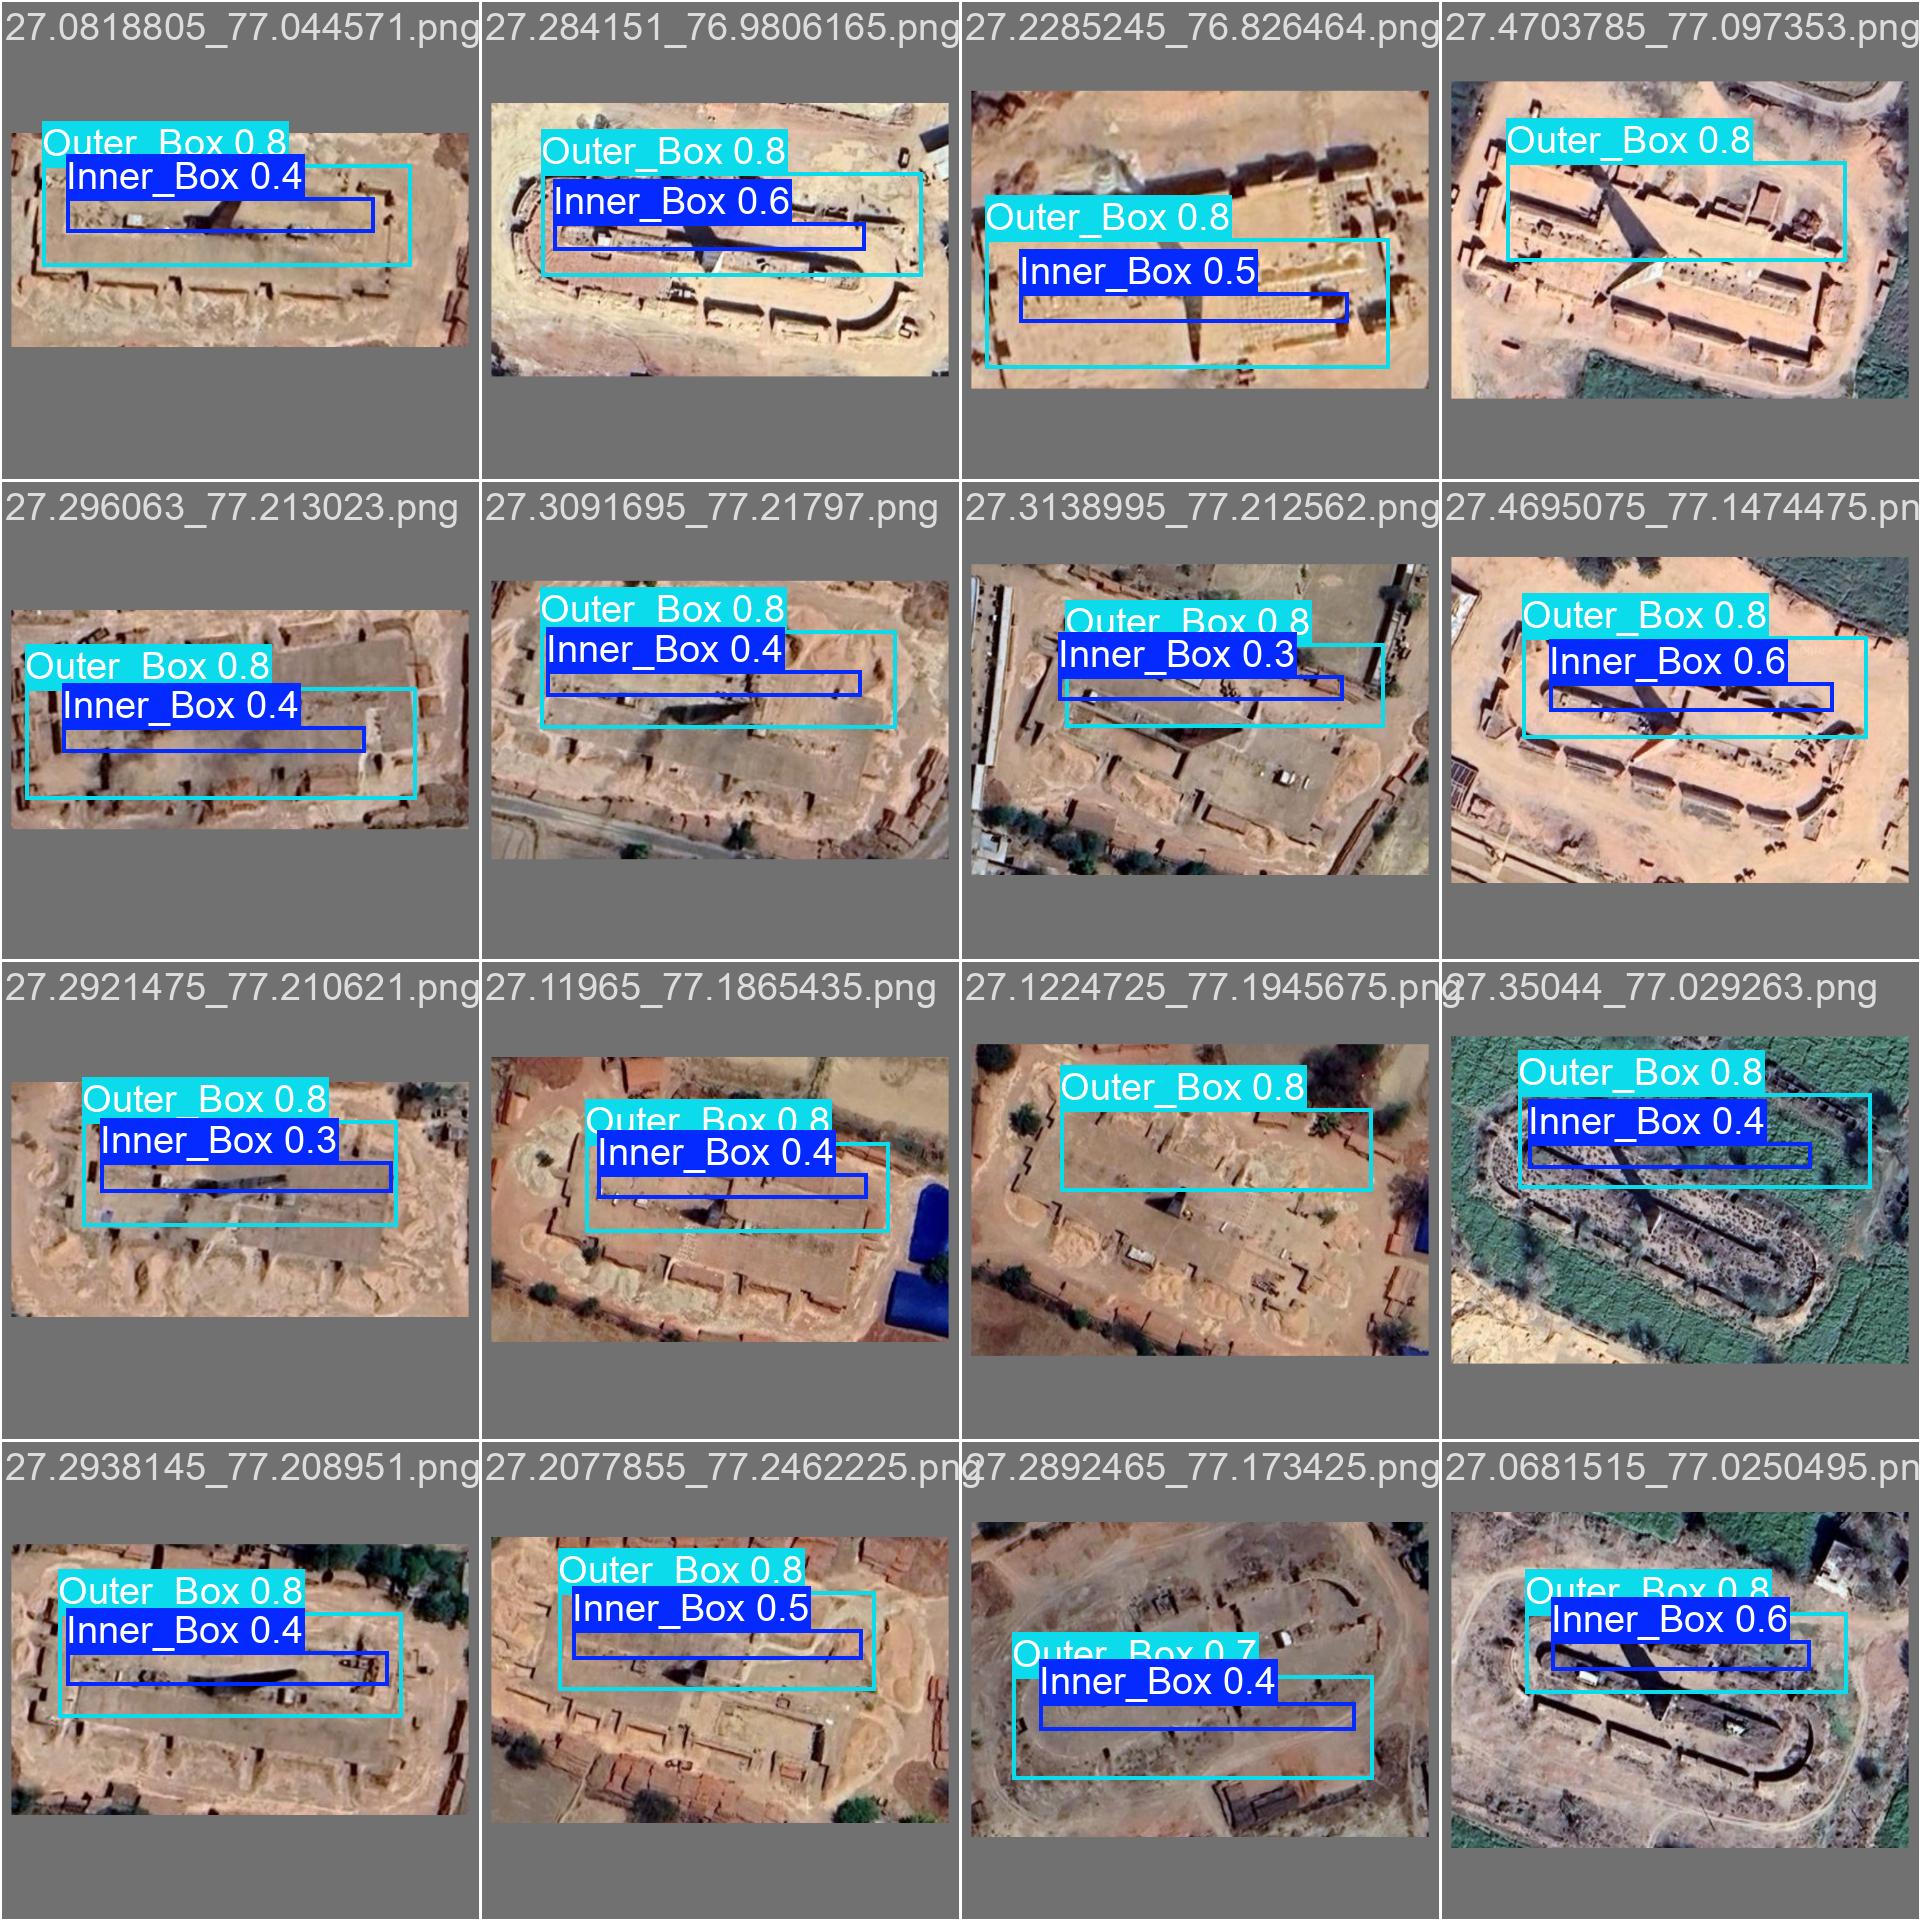 27.0818805_77.044571.png
Outer_Box 0.8
Inner_Box 0.4
27.284151_76.9806165.png
Outer_Box 0.8
Inner_Box 0.6
27.2285245_76.826464.png
Outer_Box 0.8
Inner_Box 0.5
27.4703785_77.097353.png
Outer_Box 0.8
27.296063_77.213023.png
Outer_Box 0.8
Inner_Box 0.4
27.3091695_77.21797.png
Outer_Box 0.8
Inner_Box 0.4
27.3138995_77.212562.png
Outer_Box 0.8
Inner_Box 0.3
27.4695075_77.1474475.pn
Outer_Box 0.8
Inner_Box 0.6
27.2921475_77.210621.png
Outer_Box 0.8
Inner_Box 0.3
27.11965_77.1865435.png
Outer_Box 0.8
Inner_Box 0.4
27.1224725_77.1945675.png
Outer_Box 0.8
27.35044_77.029263.png
Outer_Box 0.8
Inner_Box 0.4
27.2938145_77.208951.png
Outer_Box 0.8
Inner_Box 0.4
27.2077855_77.2462225.png
Outer_Box 0.8
Inner_Box 0.5
27.2892465_77.173425.png
Outer_Box 0.7
Inner_Box 0.4
27.0681515_77.0250495.pn
Outer_Box 0.8
Inner_Box 0.6